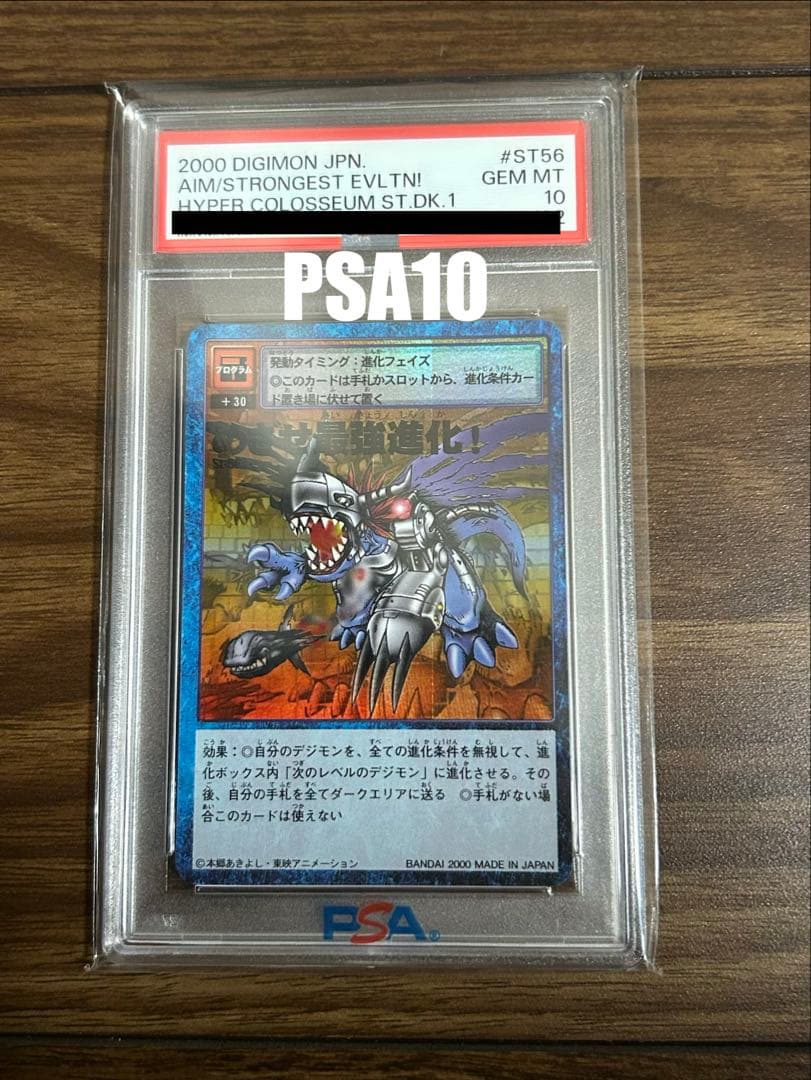 2000 DIGIMON JPN. #ST56
AIM/STRONGEST EVLTN! GEM MT
HYPER COLOSSEUM ST.DK.1 10
2
PSA10
プログラム
+30
発動タイミング：進化フェイズ
◎このカードは手札かスロットから、進化条件カー
ド置き場に伏せて置く
めざせ最強進化！
効果：◎自分のデジモンを、全ての進化条件を無視して、進
化ボックス内「次のレベルのデジモン」に進化させる。その
後、自分の手札を全てダークエリアに送る　◎手札がない場
合このカードは使えない
©本郷あきよし・東映アニメーション BANDAI 2000 MADE IN JAPAN
PSA®